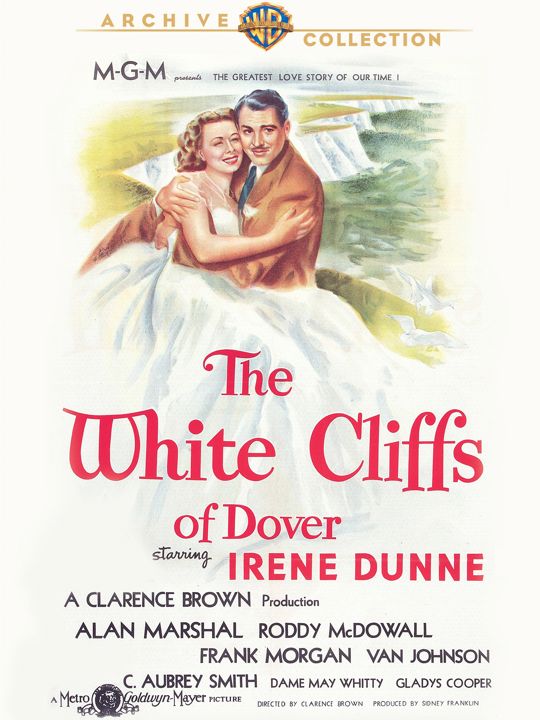 ARCHIVE WB COLLECTION
M-G-M presents THE GREATEST LOVE STORY OF OUR TIME !
The
White Cliffs
of Dover
starring IRENE DUNNE
A CLARENCE BROWN Production
ALAN MARSHAL RODDY McDOWALL
FRANK MORGAN VAN JOHNSON
C. AUBREY SMITH DAME MAY WHITTY GLADYS COOPER
A Metro Goldwyn-Mayer PICTURE DIRECTED BY CLARENCE BROWN PRODUCED BY SIDNEY FRANKLIN